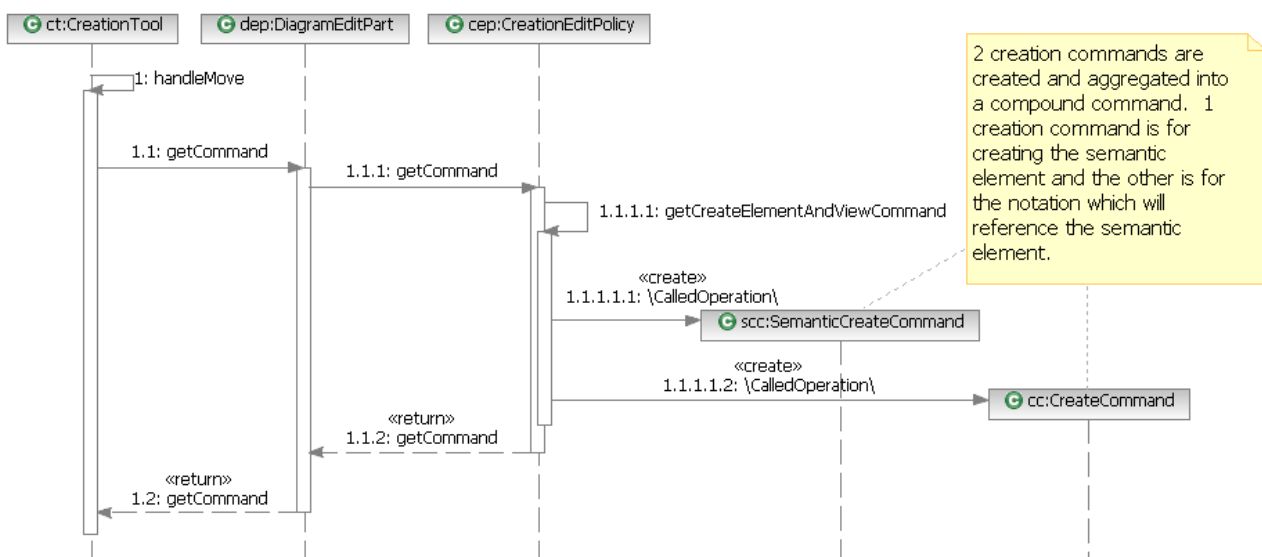 ct:CreationTool
dep:DiagramEditPart
cep:CreationEditPolicy
2 creation commands are
created and aggregated into
a compound command.  1
creation command is for
creating the semantic
element and the other is for
the notation which will
reference the semantic
element.
1: handleMove
1.1: getCommand
1.1.1: getCommand
1.1.1.1: getCreateElementAndViewCommand
«create»
1.1.1.1.1: \CalledOperation\
scc:SemanticCreateCommand
«create»
1.1.1.1.2: \CalledOperation\
cc:CreateCommand
«return»
1.1.2: getCommand
«return»
1.2: getCommand